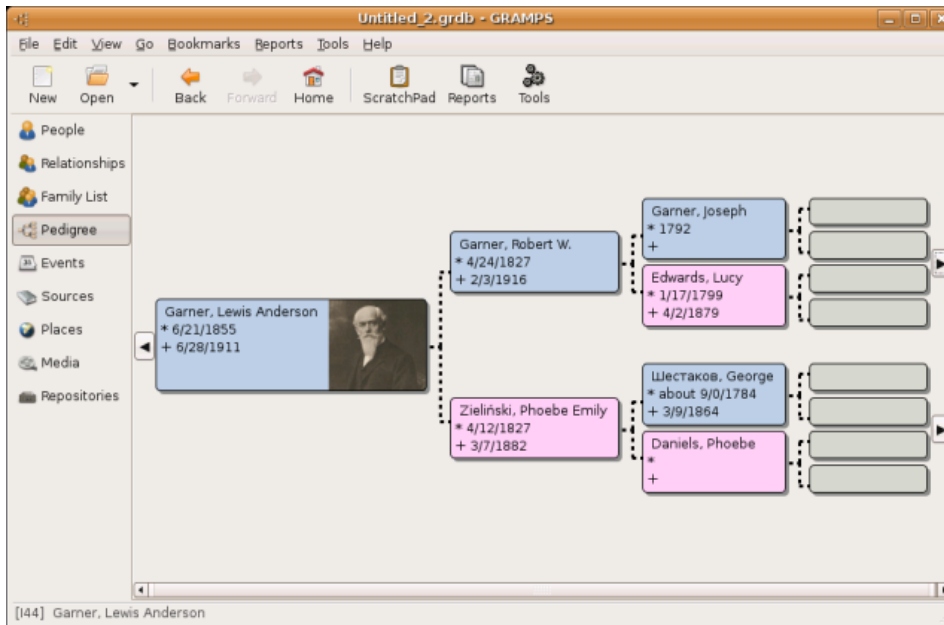 Untitled_2.grdb - GRAMPS
File Edit View Go Bookmarks Reports Tools Help
New Open Back Forward Home ScratchPad Reports Tools
People
Relationships
Family List
Pedigree
Events
Sources
Places
Media
Repositories
Garner, Lewis Anderson
* 6/21/1855
+ 6/28/1911
Garner, Robert W.
* 4/24/1827
+ 2/3/1916
Zieliński, Phoebe Emily
* 4/12/1827
+ 3/7/1882
Garner, Joseph
* 1792
+
Edwards, Lucy
* 1/17/1799
+ 4/2/1879
Шестаков, George
* about 9/0/1784
+ 3/9/1864
Daniels, Phoebe
*
+
[I44] Garner, Lewis Anderson